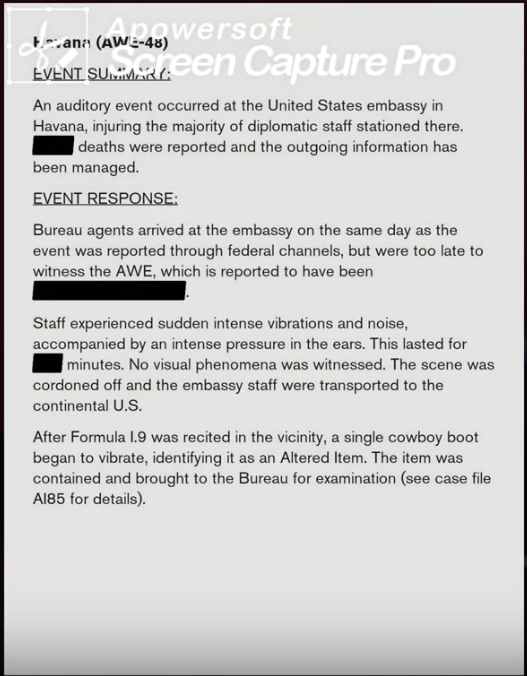 Apowersoft
Screen Capture Pro
Havana (AWE-48)
EVENT SUMMARY:
An auditory event occurred at the United States embassy in
Havana, injuring the majority of diplomatic staff stationed there.
deaths were reported and the outgoing information has
been managed.
EVENT RESPONSE:
Bureau agents arrived at the embassy on the same day as the
event was reported through federal channels, but were too late to
witness the AWE, which is reported to have been
.
Staff experienced sudden intense vibrations and noise,
accompanied by an intense pressure in the ears. This lasted for
minutes. No visual phenomena was witnessed. The scene was
cordoned off and the embassy staff were transported to the
continental U.S.
After Formula I.9 was recited in the vicinity, a single cowboy boot
began to vibrate, identifying it as an Altered Item. The item was
contained and brought to the Bureau for examination (see case file
AI85 for details).